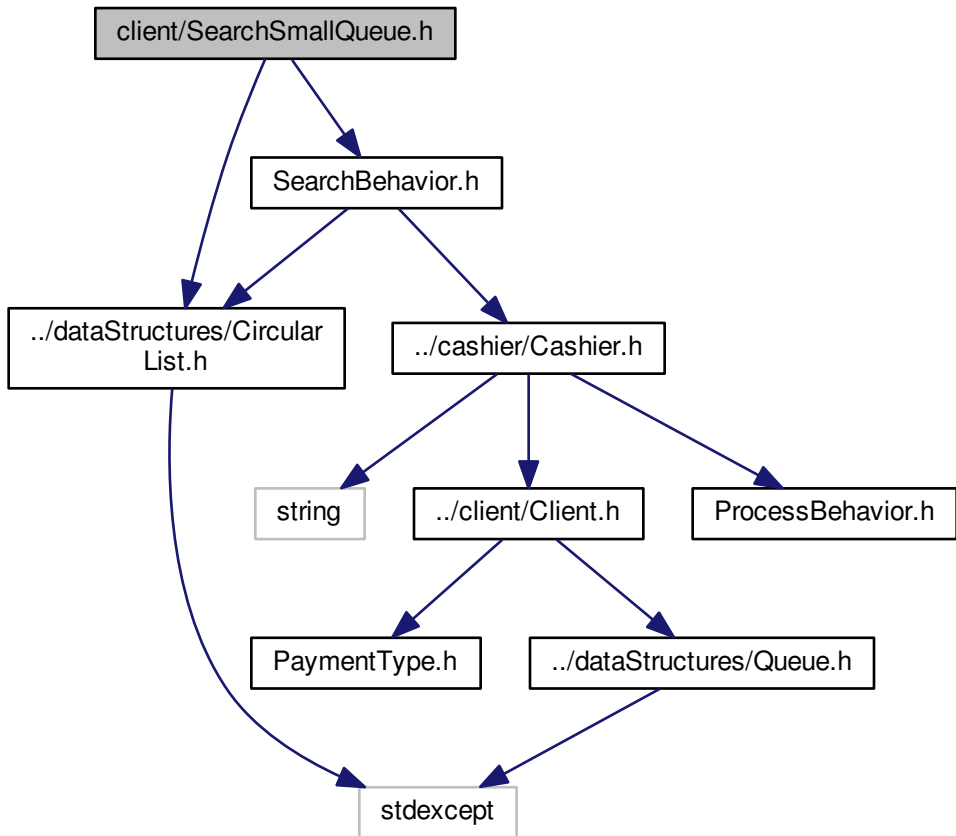 client/SearchSmallQueue.h
SearchBehavior.h
../dataStructures/Circular
List.h
../cashier/Cashier.h
string
../client/Client.h
ProcessBehavior.h
PaymentType.h
../dataStructures/Queue.h
stdexcept